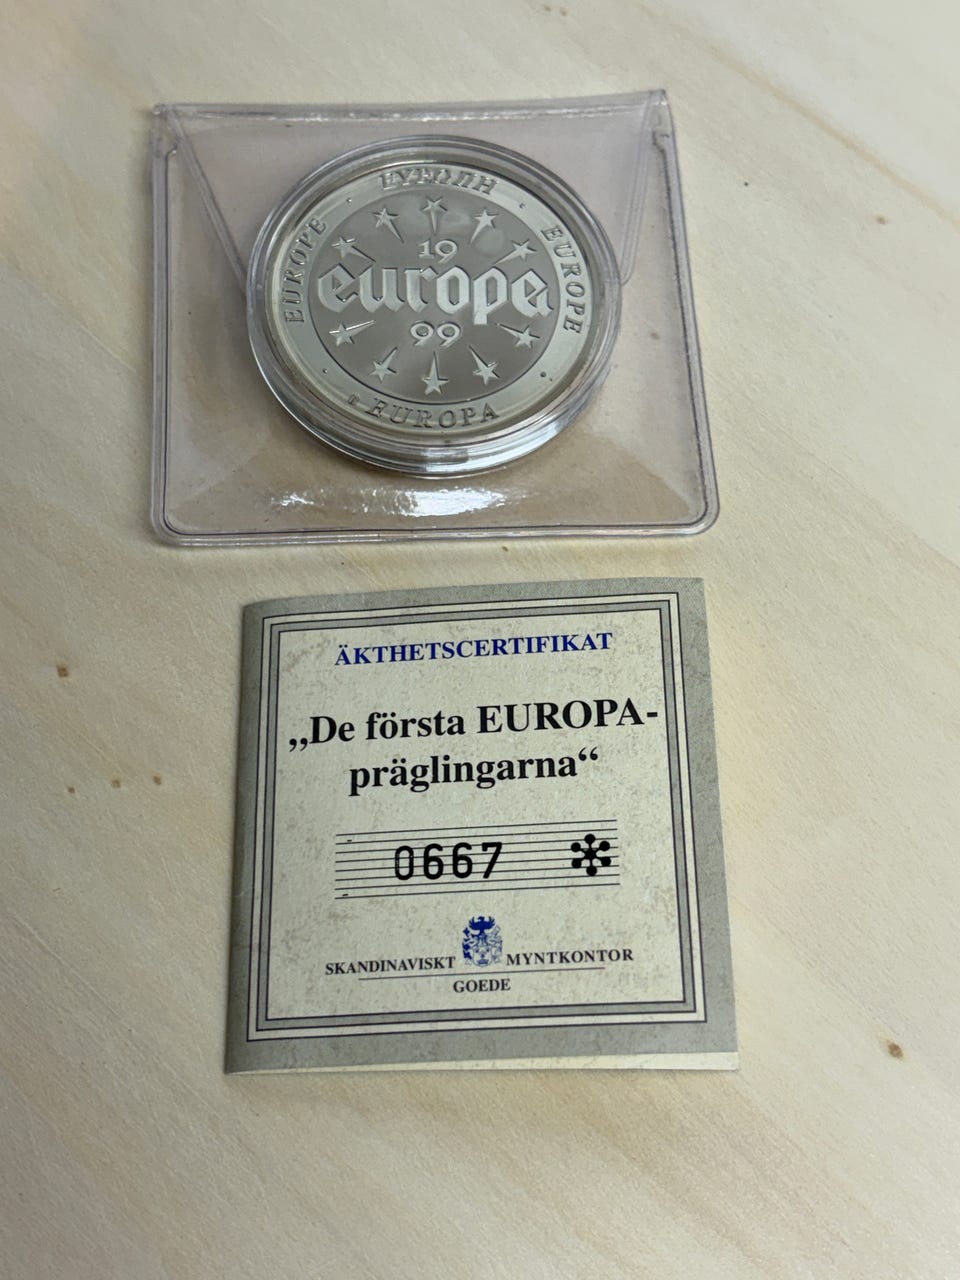 ΕΥΡΩΠΗ
EUROPE
EUROPE
19
europa
99
EUROPA
ÄKTHETSCERTIFIKAT
„De första EUROPA-
präglingarna“
0667
SKANDINAVISKT MYNTKONTOR
GOEDE